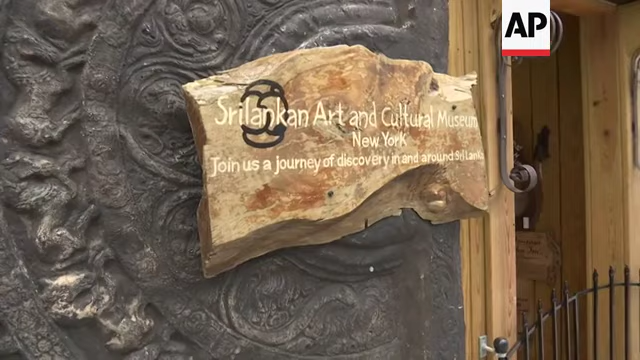 AP
Srilankan Art and Cultural Museum
New York
Join us a journey of discovery in and around Sri Lanka